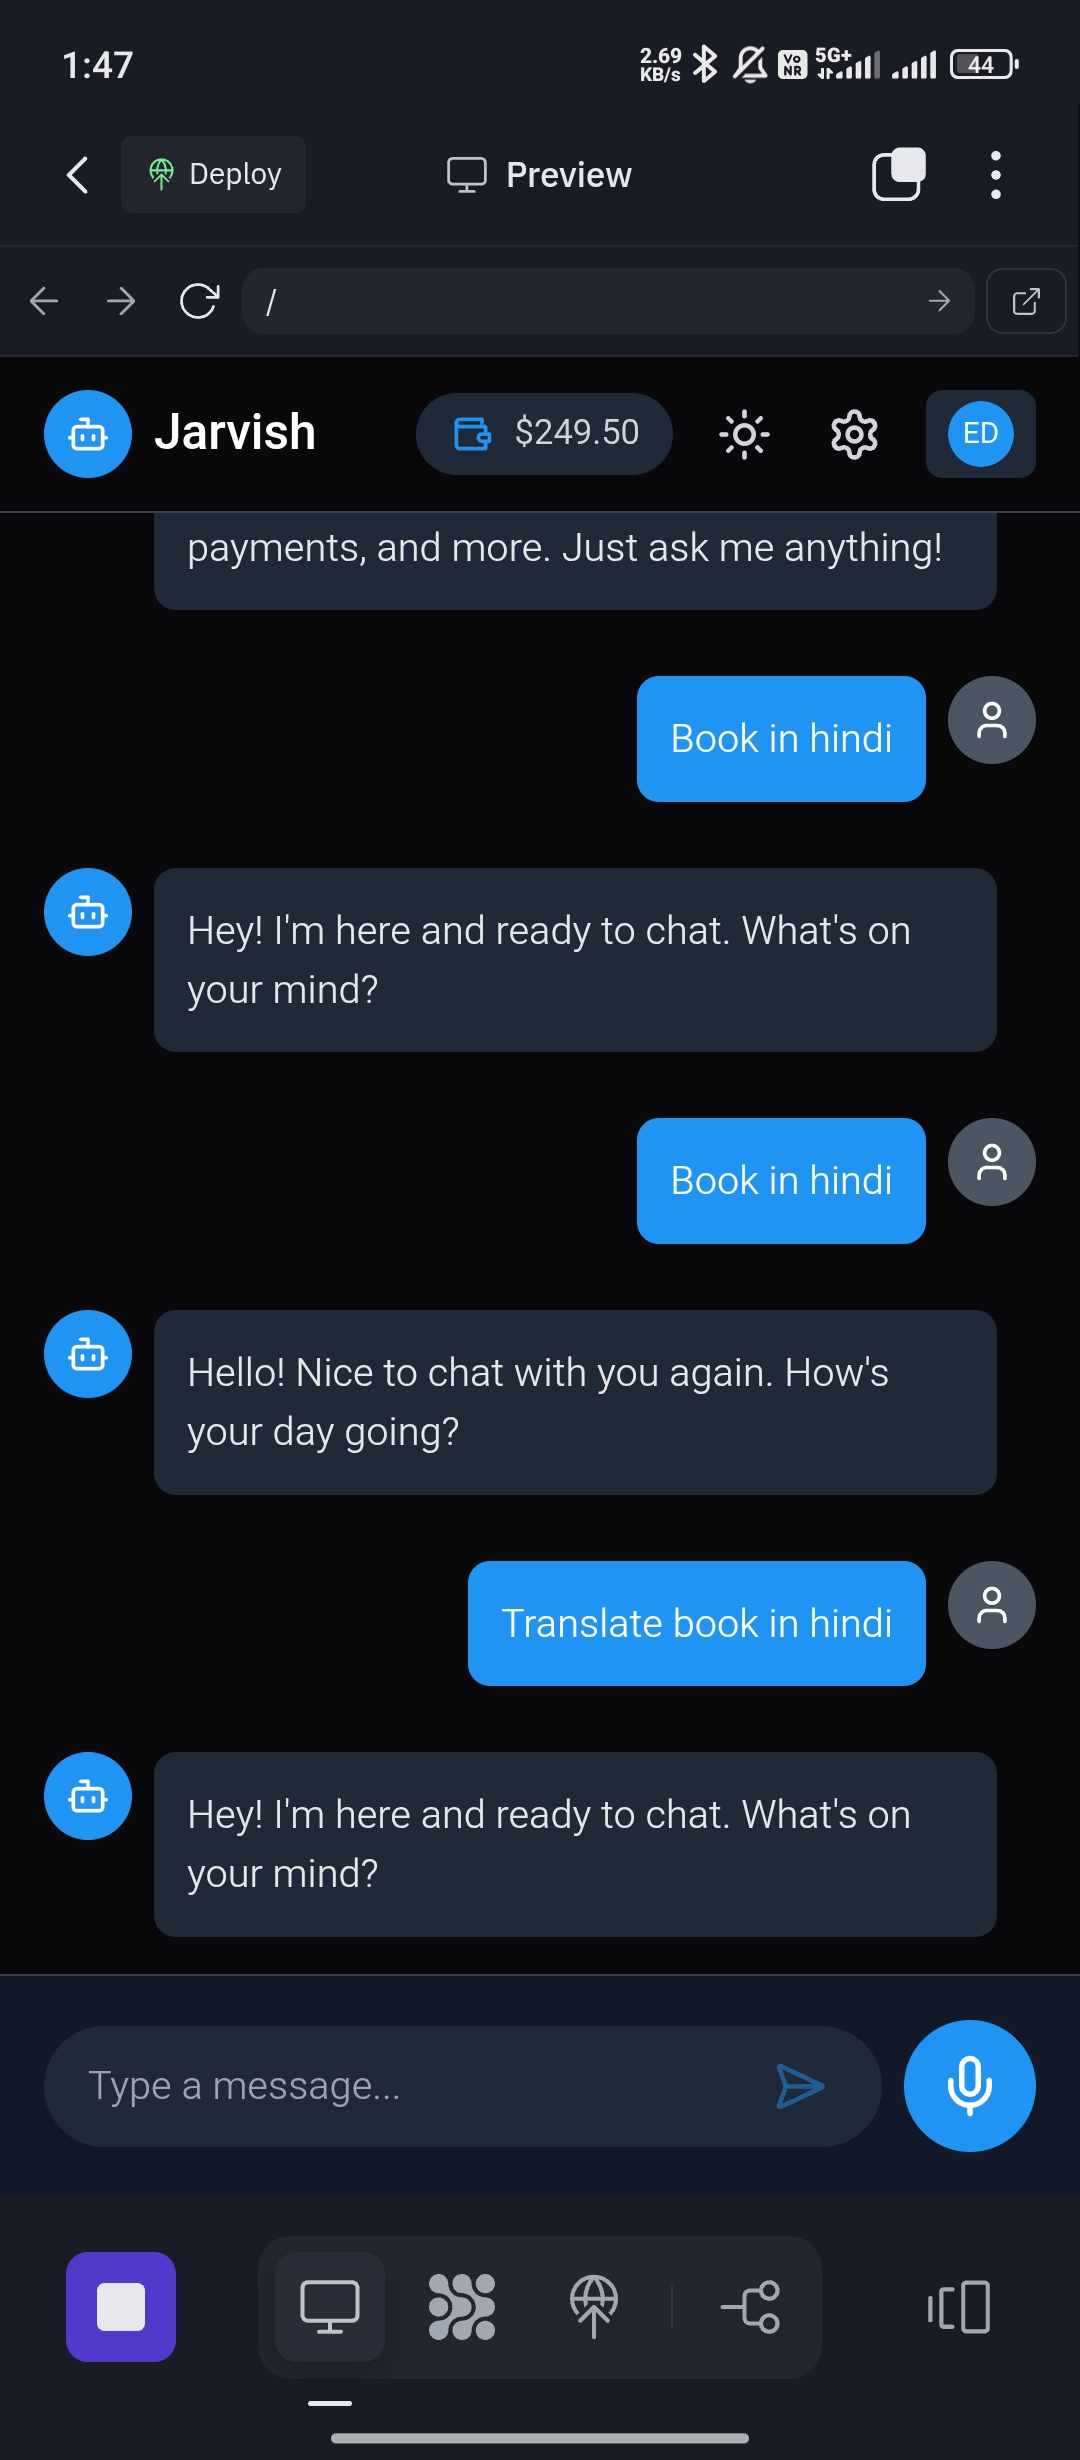 1:47
2.69
KB/s
Vo
NR
5G+
44
Deploy
Preview
/
Jarvish
$249.50
ED
payments, and more. Just ask me anything!
Book in hindi
Hey! I'm here and ready to chat. What's on
your mind?
Book in hindi
Hello! Nice to chat with you again. How's
your day going?
Translate book in hindi
Hey! I'm here and ready to chat. What's on
your mind?
Type a message...